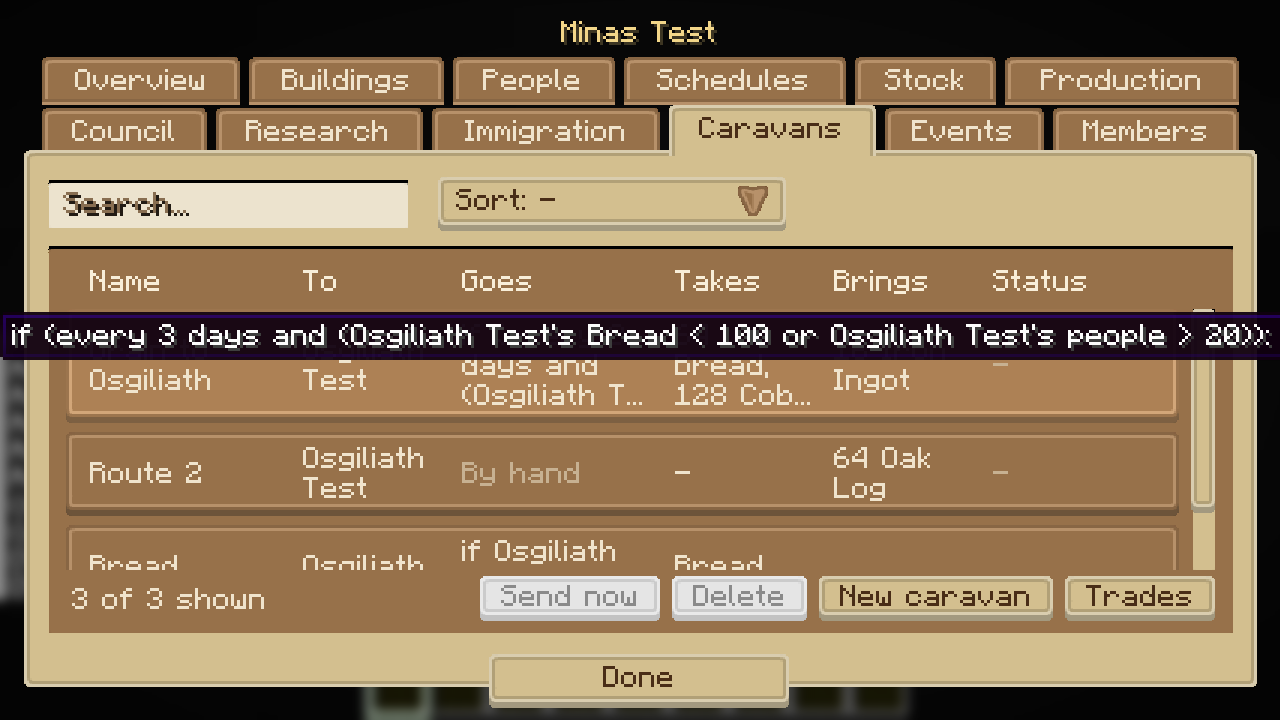 Minas Test
Overview
Buildings
People
Schedules
Stock
Production
Council
Research
Immigration
Caravans
Events
Members
Search...
Sort: -
Name
To
Goes
Takes
Brings
Status
if (every 3 days and (Osgiliath Test's Bread < 100 or Osgiliath Test's people > 20)):
Osgiliath
Test
days and
(Osgiliath T...
Bread,
128 Cob...
Ingot
-
Route 2
Osgiliath
Test
By hand
-
64 Oak
Log
-
Bread
Osgiliath
if Osgiliath
Bread
3 of 3 shown
Send now
Delete
New caravan
Trades
Done